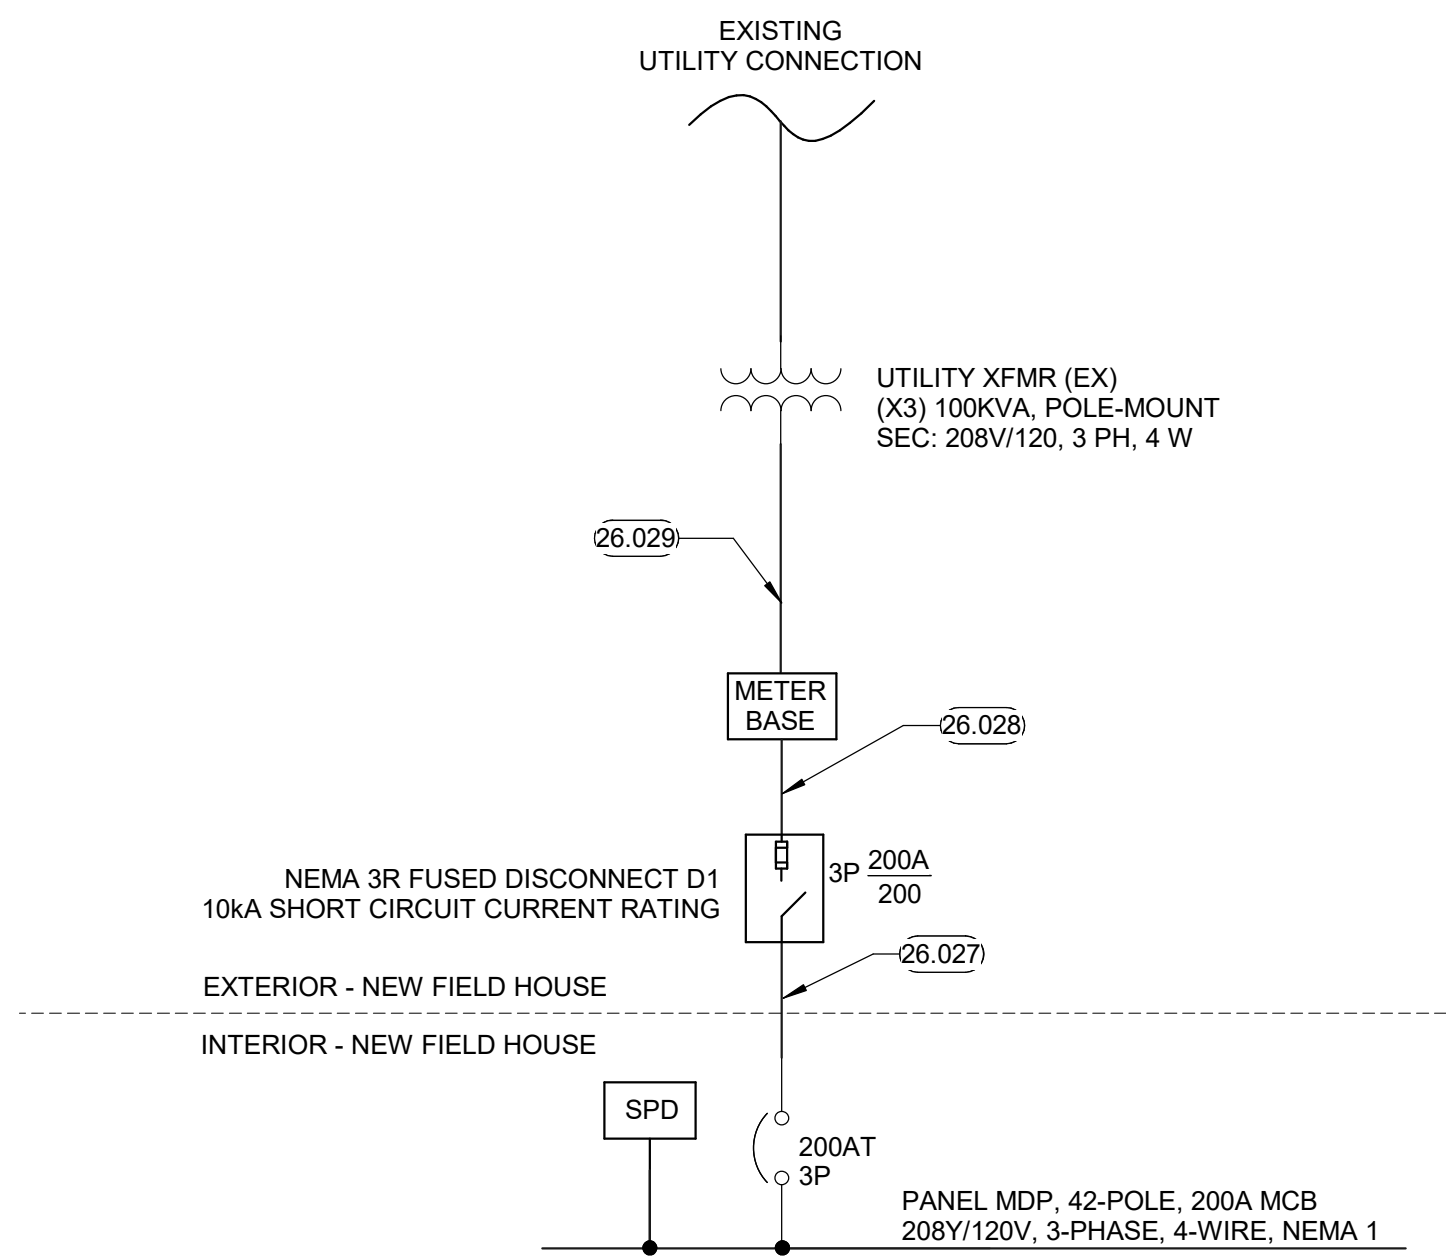 EXISTING
UTILITY CONNECTION
UTILITY XFMR (EX)
(X3) 100KVA, POLE-MOUNT
SEC: 208V/120, 3 PH, 4 W
26.029
METER
BASE
26.028
NEMA 3R FUSED DISCONNECT D1
10kA SHORT CIRCUIT CURRENT RATING
3P 200A
200
26.027
EXTERIOR - NEW FIELD HOUSE
INTERIOR - NEW FIELD HOUSE
SPD
200AT
3P
PANEL MDP, 42-POLE, 200A MCB
208Y/120V, 3-PHASE, 4-WIRE, NEMA 1